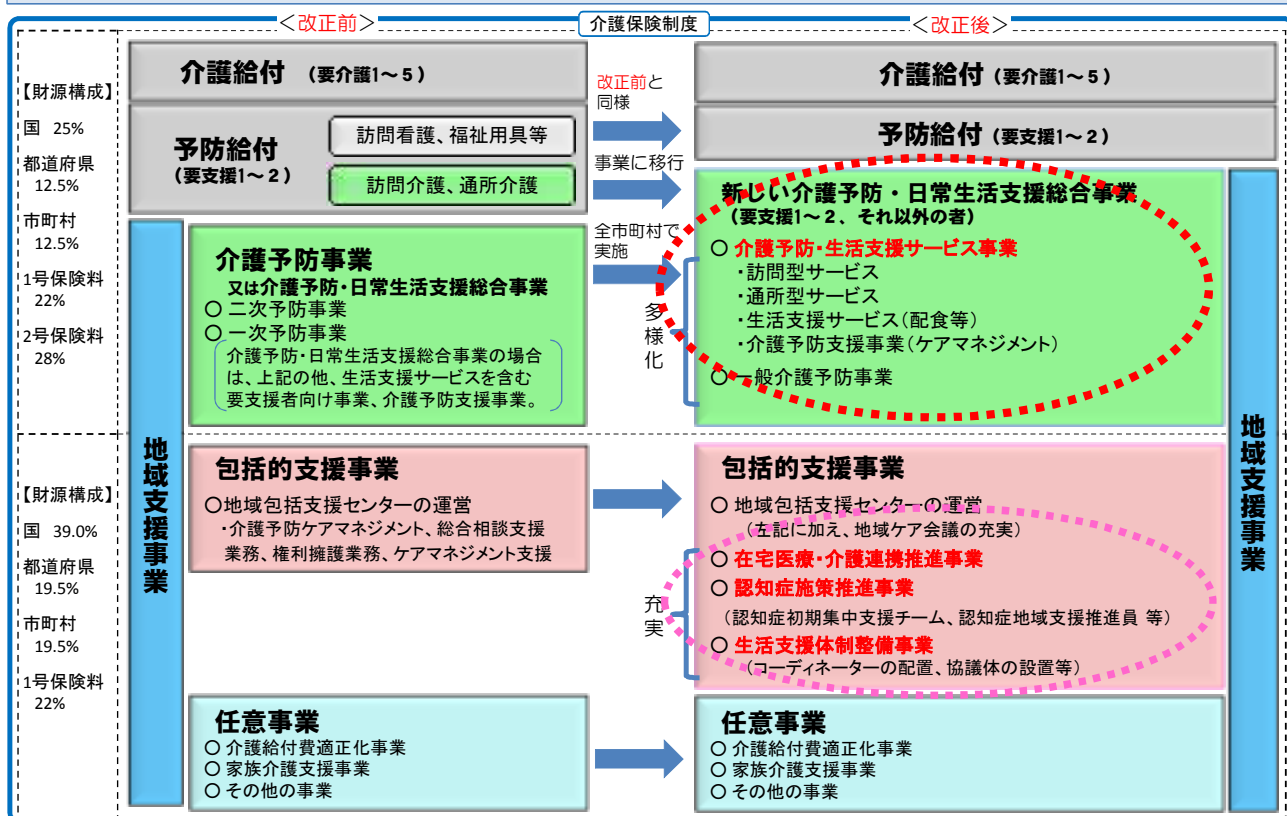 介護保険制度
<改正前>
<改正後>
【財源構成】
国 25%
都道府県
12.5%
市町村
12.5%
1号保険料
22%
2号保険料
28%
介護給付 (要介護1～5)
予防給付
(要支援1～2)
訪問看護、福祉用具等
訪問介護、通所介護
改正前と
同様
事業に移行
全市町村で
実施
介護給付 (要介護1～5)
予防給付 (要支援1～2)
介護予防事業
又は介護予防・日常生活支援総合事業
○ 二次予防事業
○ 一次予防事業
介護予防・日常生活支援総合事業の場合
は、上記の他、生活支援サービスを含む
要支援者向け事業、介護予防支援事業。
多様化
新しい介護予防・日常生活支援総合事業
(要支援1～2、それ以外の者)
○ 介護予防・生活支援サービス事業
・訪問型サービス
・通所型サービス
・生活支援サービス(配食等)
・介護予防支援事業(ケアマネジメント)
○ 一般介護予防事業
【財源構成】
国 39.0%
都道府県
19.5%
市町村
19.5%
1号保険料
22%
地域支援事業
包括的支援事業
○地域包括支援センターの運営
・介護予防ケアマネジメント、総合相談支援
業務、権利擁護業務、ケアマネジメント支援
充実
包括的支援事業
○ 地域包括支援センターの運営
(左記に加え、地域ケア会議の充実)
○ 在宅医療・介護連携推進事業
○ 認知症施策推進事業
(認知症初期集中支援チーム、認知症地域支援推進員 等)
○ 生活支援体制整備事業
(コーディネーターの配置、協議体の設置等)
地域支援事業
任意事業
○ 介護給付費適正化事業
○ 家族介護支援事業
○ その他の事業
任意事業
○ 介護給付費適正化事業
○ 家族介護支援事業
○ その他の事業